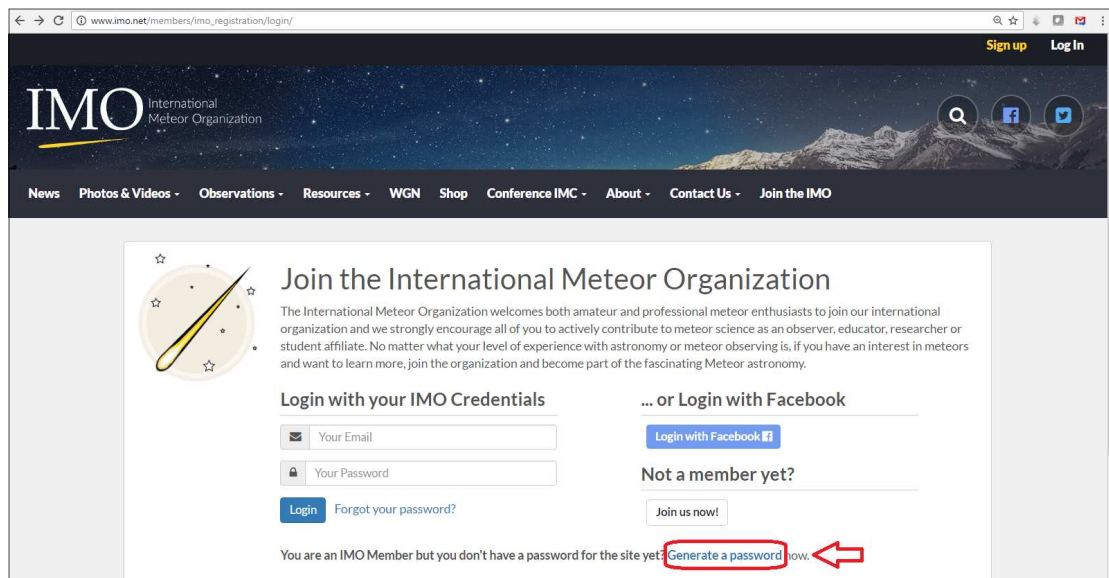 www.imo.net/members/imo_registration/login/
Sign up Log In
IMO International
Meteor Organization
News Photos & Videos Observations Resources WGN Shop Conference IMC About Contact Us Join the IMO
Join the International Meteor Organization
The International Meteor Organization welcomes both amateur and professional meteor enthusiasts to join our international
organization and we strongly encourage all of you to actively contribute to meteor science as an observer, educator, researcher or
student affiliate. No matter what your level of experience with astronomy or meteor observing is, if you have an interest in meteors
and want to learn more, join the organization and become part of the fascinating Meteor astronomy.
Login with your IMO Credentials
Your Email
Your Password
Login Forgot your password?
... or Login with Facebook
Login with Facebook
Not a member yet?
Join us now!
You are an IMO Member but you don't have a password for the site yet? Generate a password now.